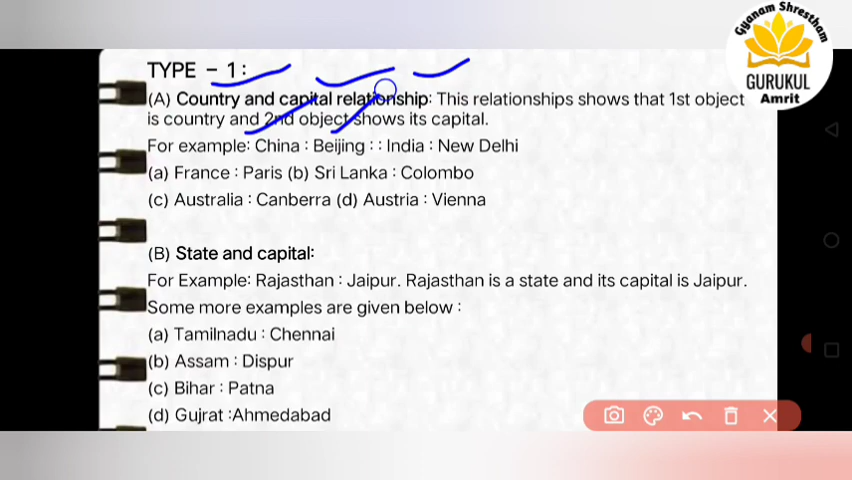 Gyanam Shrestham
GURUKUL
Amrit
TYPE - 1:
(A) Country and capital relationship: This relationships shows that 1st object
is country and 2nd object shows its capital.
For example: China : Beijing : : India : New Delhi
(a) France : Paris (b) Sri Lanka : Colombo
(c) Australia : Canberra (d) Austria : Vienna
(B) State and capital:
For Example: Rajasthan : Jaipur. Rajasthan is a state and its capital is Jaipur.
Some more examples are given below :
(a) Tamilnadu : Chennai
(b) Assam : Dispur
(c) Bihar : Patna
(d) Gujrat :Ahmedabad